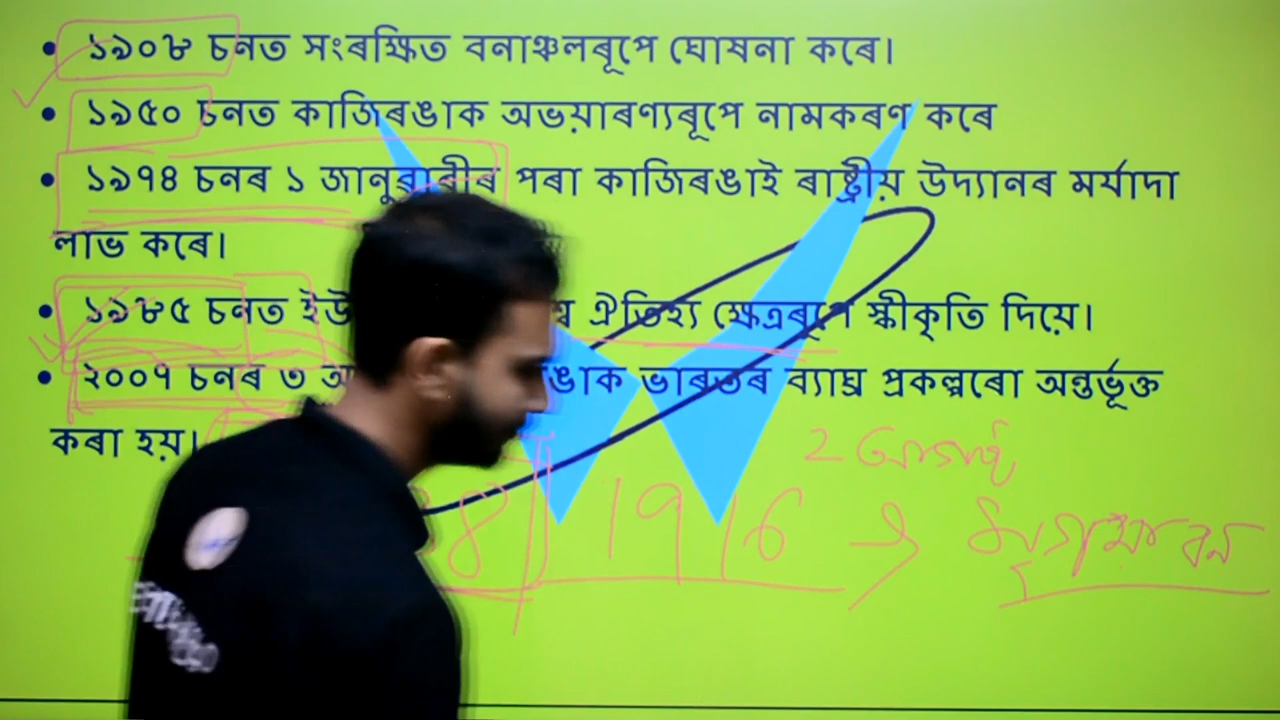 • ১৯০৮ চনত সংৰক্ষিত বনাঞ্চলৰূপে ঘোষনা কৰে।
• ১৯৫০ চনত কাজিৰঙাক অভয়াৰণ্যৰূপে নামকৰণ কৰে
• ১৯৭৪ চনৰ ১ জানুৱাৰীৰ পৰা কাজিৰঙাই ৰাষ্ট্ৰীয় উদ্যানৰ মৰ্যাদা
লাভ কৰে।
• ১৯৮৫ চনত ঐতিহ্য ক্ষেত্ৰৰূপে স্বীকৃতি দিয়ে।
• ২০০৭ চনৰ ৩ ভাৰতৰ ব্যাঘ্ৰ প্ৰকল্পৰো অন্তৰ্ভূক্ত
কৰা হয়।
1916